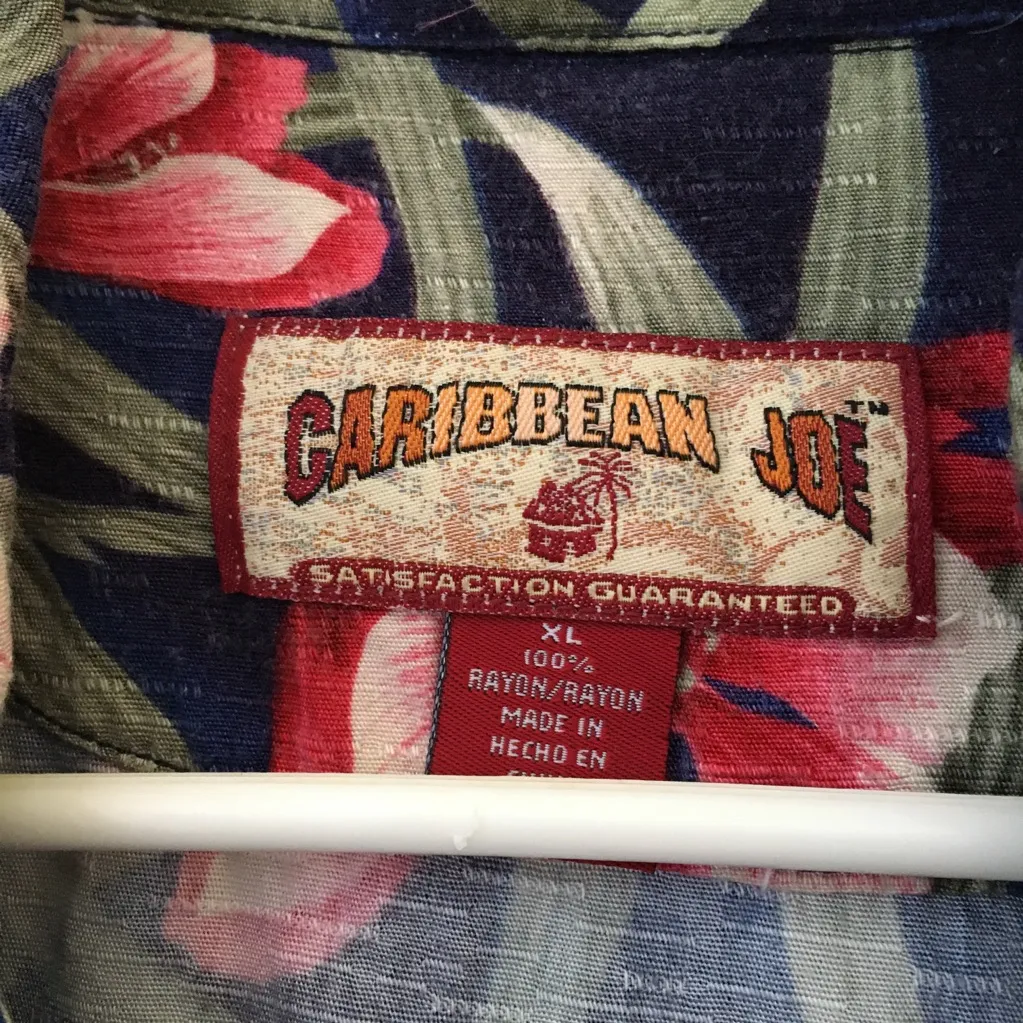 CARIBBEAN JOE™
SATISFACTION GUARANTEED
XL
100%
RAYON/RAYON
MADE IN
HECHO EN